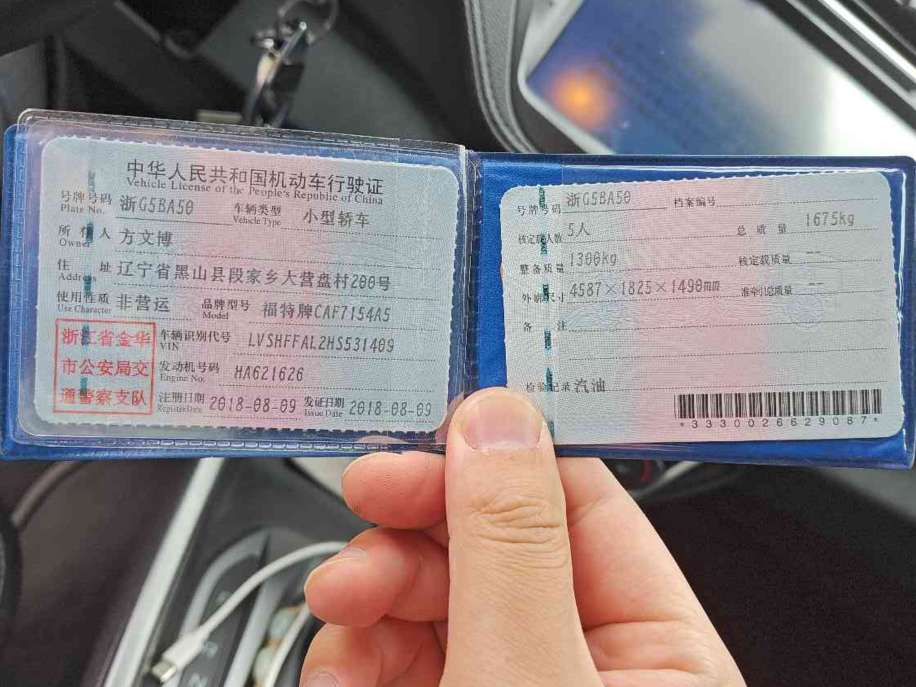 中华人民共和国机动车行驶证
Vehicle License of the People's Republic of China
号牌号码 浙G5BA50 车辆类型 小型轿车
Plate No. Vehicle Type
所有人 方文博
Owner
住址 辽宁省黑山县段家乡大营盘村200号
Address
使用性质 非营运 品牌型号 福特牌CAF7154A5
Use Character Model
浙江省金华
市公安局交
通警察支队
车辆识别代号 LVSHFFAL2HS531409
VIN
发动机号码 HA621626
Engine No.
注册日期 2018-08-09 发证日期 2018-08-09
Register Date Issue Date
号牌号码 浙G5BA50 档案编号
核定载人数 5人 总质量 1675kg
整备质量 1300kg 核定载质量 --
外廓尺寸 4587×1825×1490mm 准牵引总质量 --
备注
检验记录 汽油
*3330026629087*